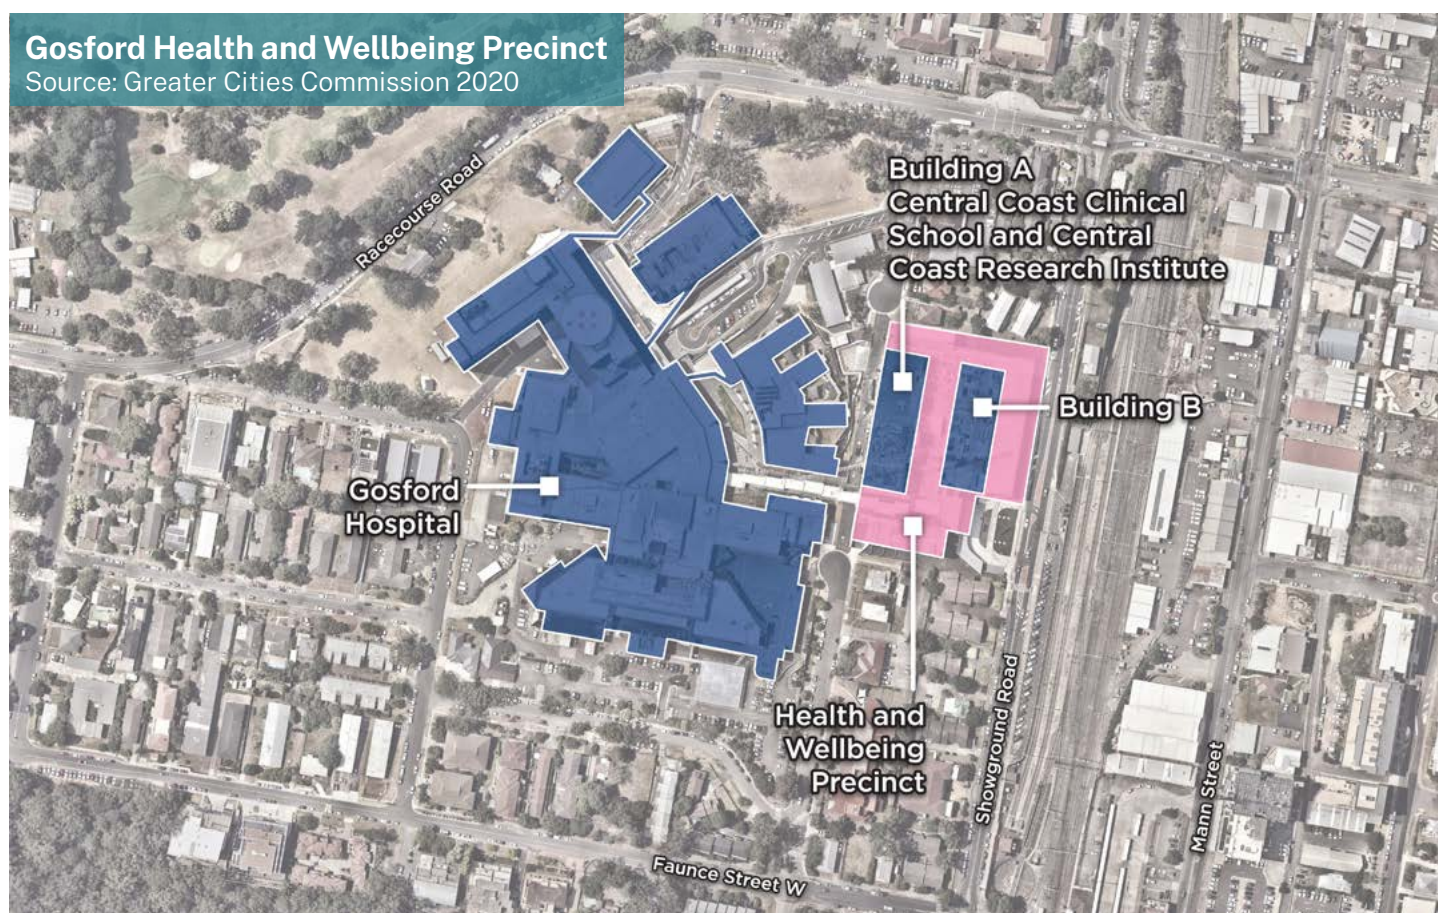 Gosford Health and Wellbeing Precinct
Source: Greater Cities Commission 2020
Racecourse Road
Building A
Central Coast Clinical
School and Central
Coast Research Institute
Building B
Gosford
Hospital
Health and
Wellbeing
Precinct
Showground Road
Mann Street
Faunce Street W